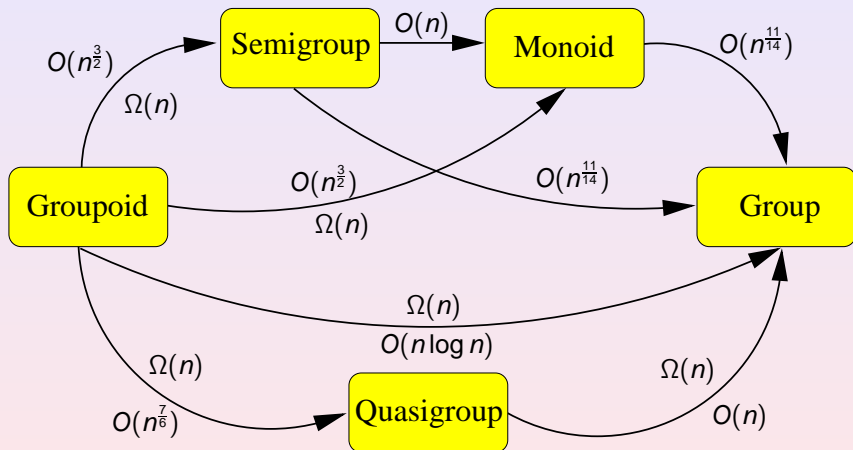 Semigroup
O(n)
Monoid
O(n^{11/14})
O(n^{3/2})
Ω(n)
O(n^{3/2})
Ω(n)
O(n^{11/14})
Groupoid
Group
Ω(n)
O(n log n)
Ω(n)
O(n^{7/6})
Quasigroup
Ω(n)
O(n)